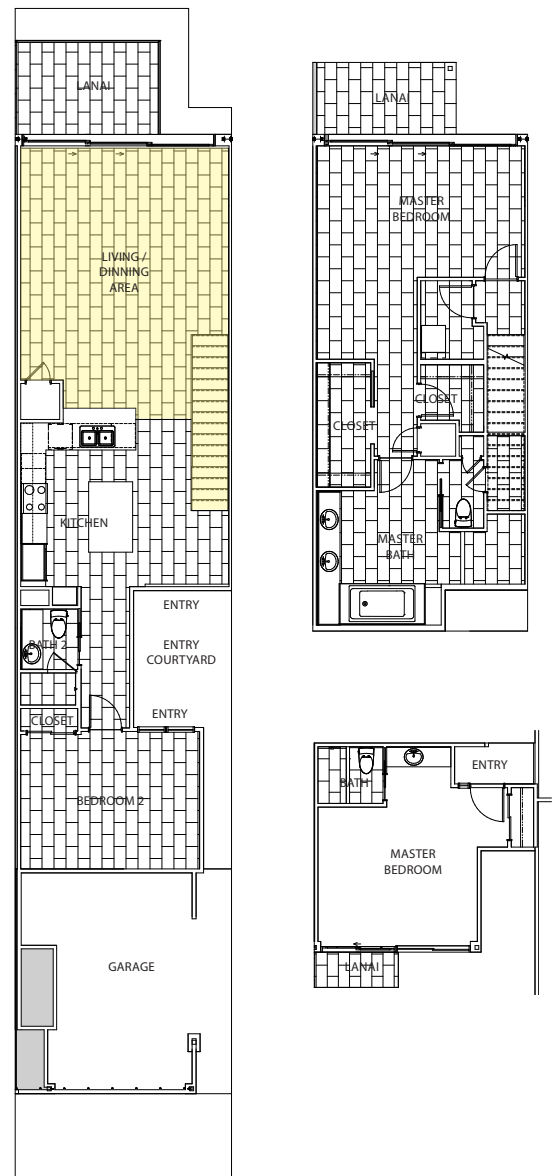 LANAI
LIVING /
DINNING
AREA
KITCHEN
ENTRY
BATH 2
ENTRY
COURTYARD
ENTRY
CLOSET
BEDROOM 2
GARAGE
LANAI
MASTER
BEDROOM
CLOSET
CLOSET
MASTER
BATH
ENTRY
BATH
MASTER
BEDROOM
LANAI